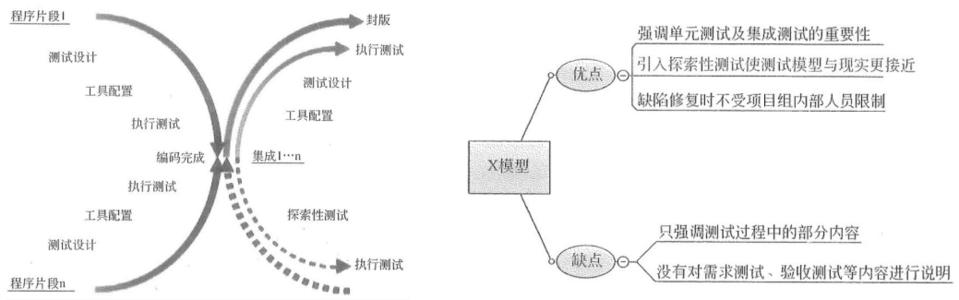 程序片段1
测试设计
工具配置
执行测试
编码完成
执行测试
工具配置
测试设计
程序片段n
封版
执行测试
测试设计
工具配置
集成1…n
探索性测试
执行测试
X模型
优点
强调单元测试及集成测试的重要性
引入探索性测试使测试模型与现实更接近
缺陷修复时不受项目组内部人员限制
缺点
只强调测试过程中的部分内容
没有对需求测试、验收测试等内容进行说明